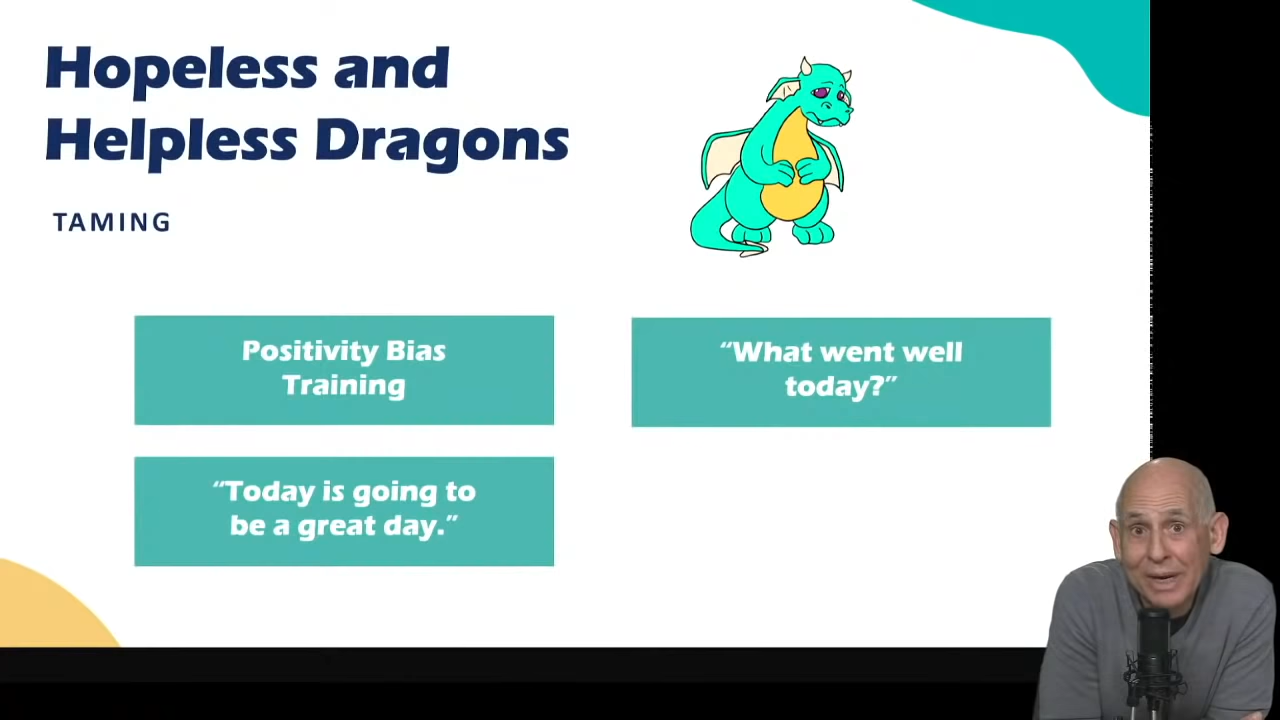 Hopeless and
Helpless Dragons
TAMING
Positivity Bias
Training
“What went well
today?”
“Today is going to
be a great day.”